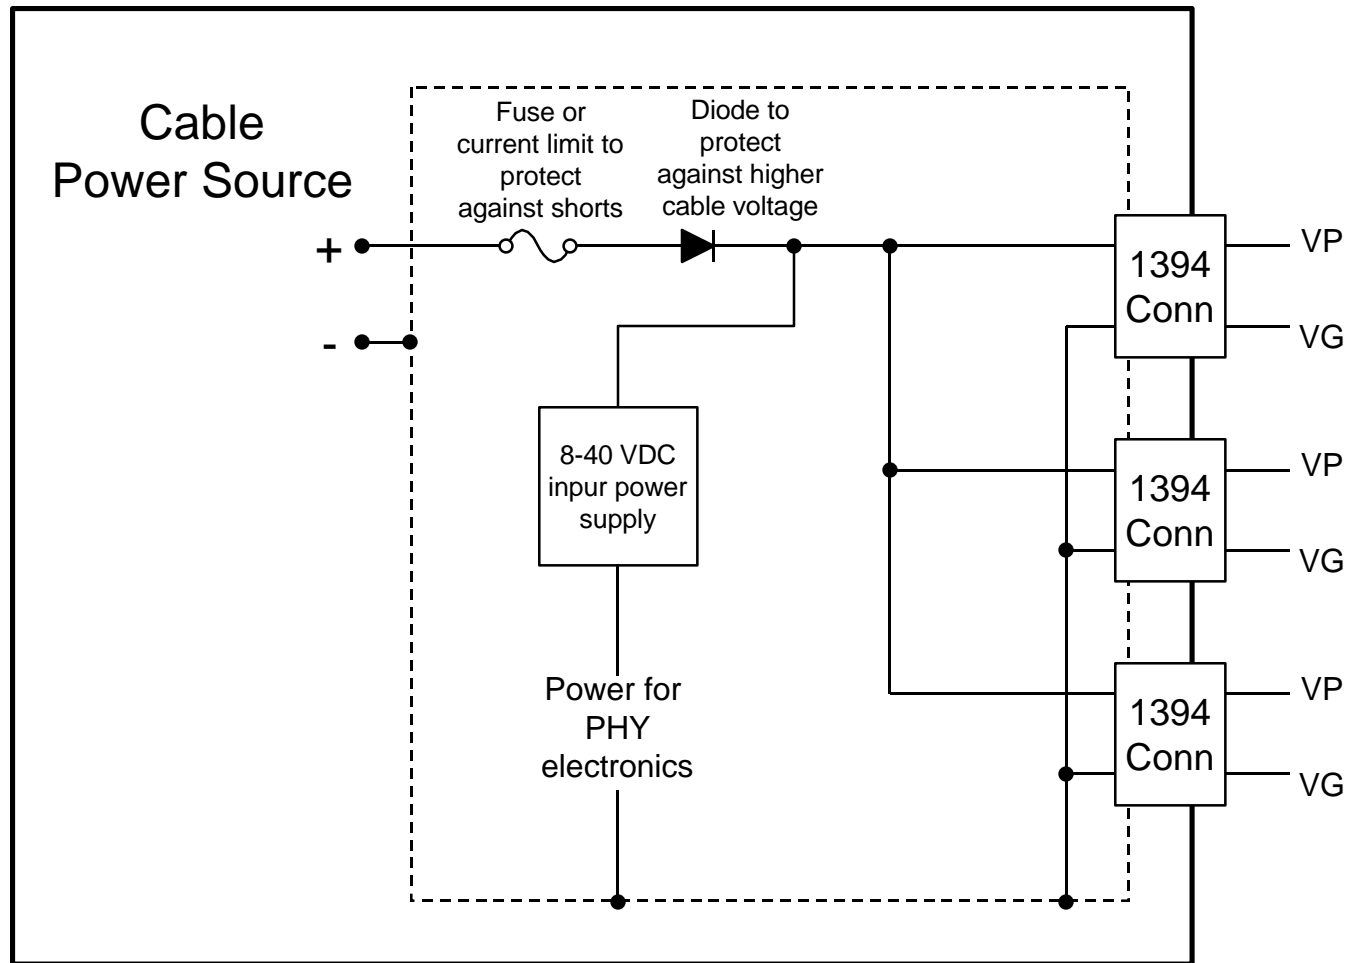 Cable
Power Source
Fuse or
current limit to
protect
against shorts
Diode to
protect
against higher
cable voltage
+
-
8-40 VDC
inpur power
supply
Power for
PHY
electronics
1394
Conn
VP
VG
1394
Conn
VP
VG
1394
Conn
VP
VG